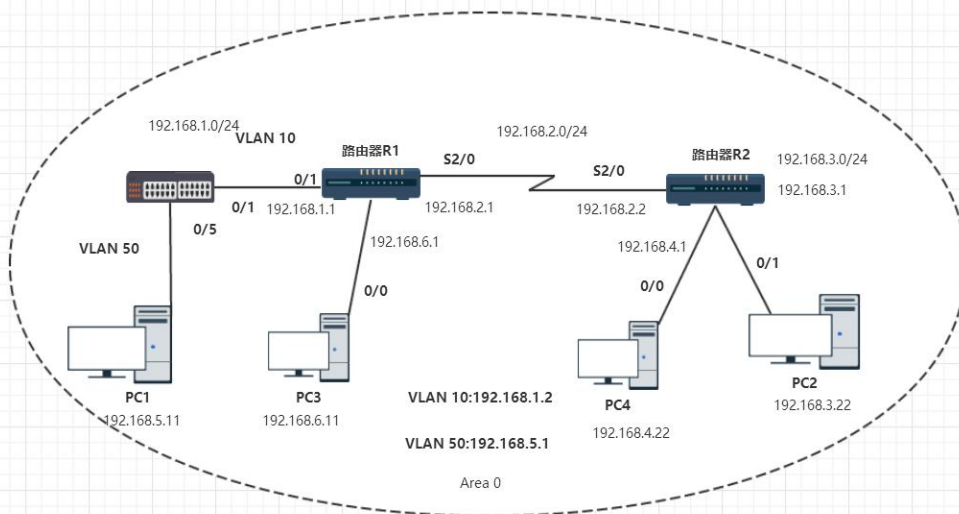 192.168.1.0/24
VLAN 10
192.168.2.0/24
路由器R1
路由器R2
S2/0
192.168.3.0/24
S2/0
0/1
192.168.3.1
0/1
192.168.1.1
192.168.2.1
192.168.2.2
0/5
VLAN 50
192.168.6.1
192.168.4.1
0/1
0/0
0/0
PC1
PC3
VLAN 10:192.168.1.2
PC4
PC2
192.168.5.11
192.168.6.11
192.168.4.22
192.168.3.22
VLAN 50:192.168.5.1
Area 0